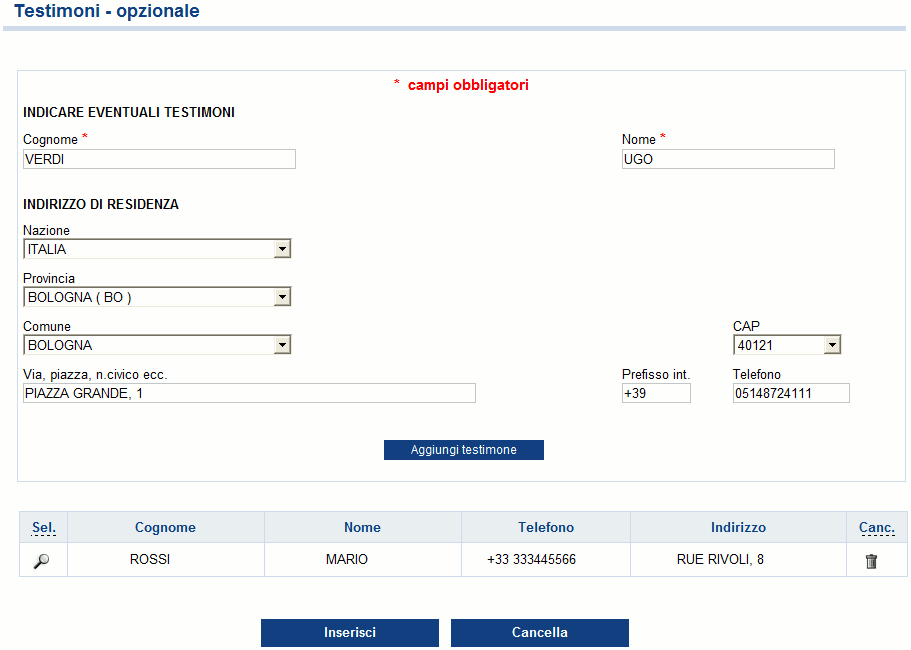 Testimoni - opzionale
* campi obbligatori
INDICARE EVENTUALI TESTIMONI
Cognome * Nome *
VERDI UGO
INDIRIZZO DI RESIDENZA
Nazione
ITALIA
Provincia
BOLOGNA ( BO )
Comune CAP
BOLOGNA 40121
Via, piazza, n.civico ecc. Prefisso int. Telefono
PIAZZA GRANDE, 1 +39 05148724111
Aggiungi testimone
Sel. Cognome Nome Telefono Indirizzo Canc.
ROSSI MARIO +33 333445566 RUE RIVOLI, 8
Inserisci Cancella